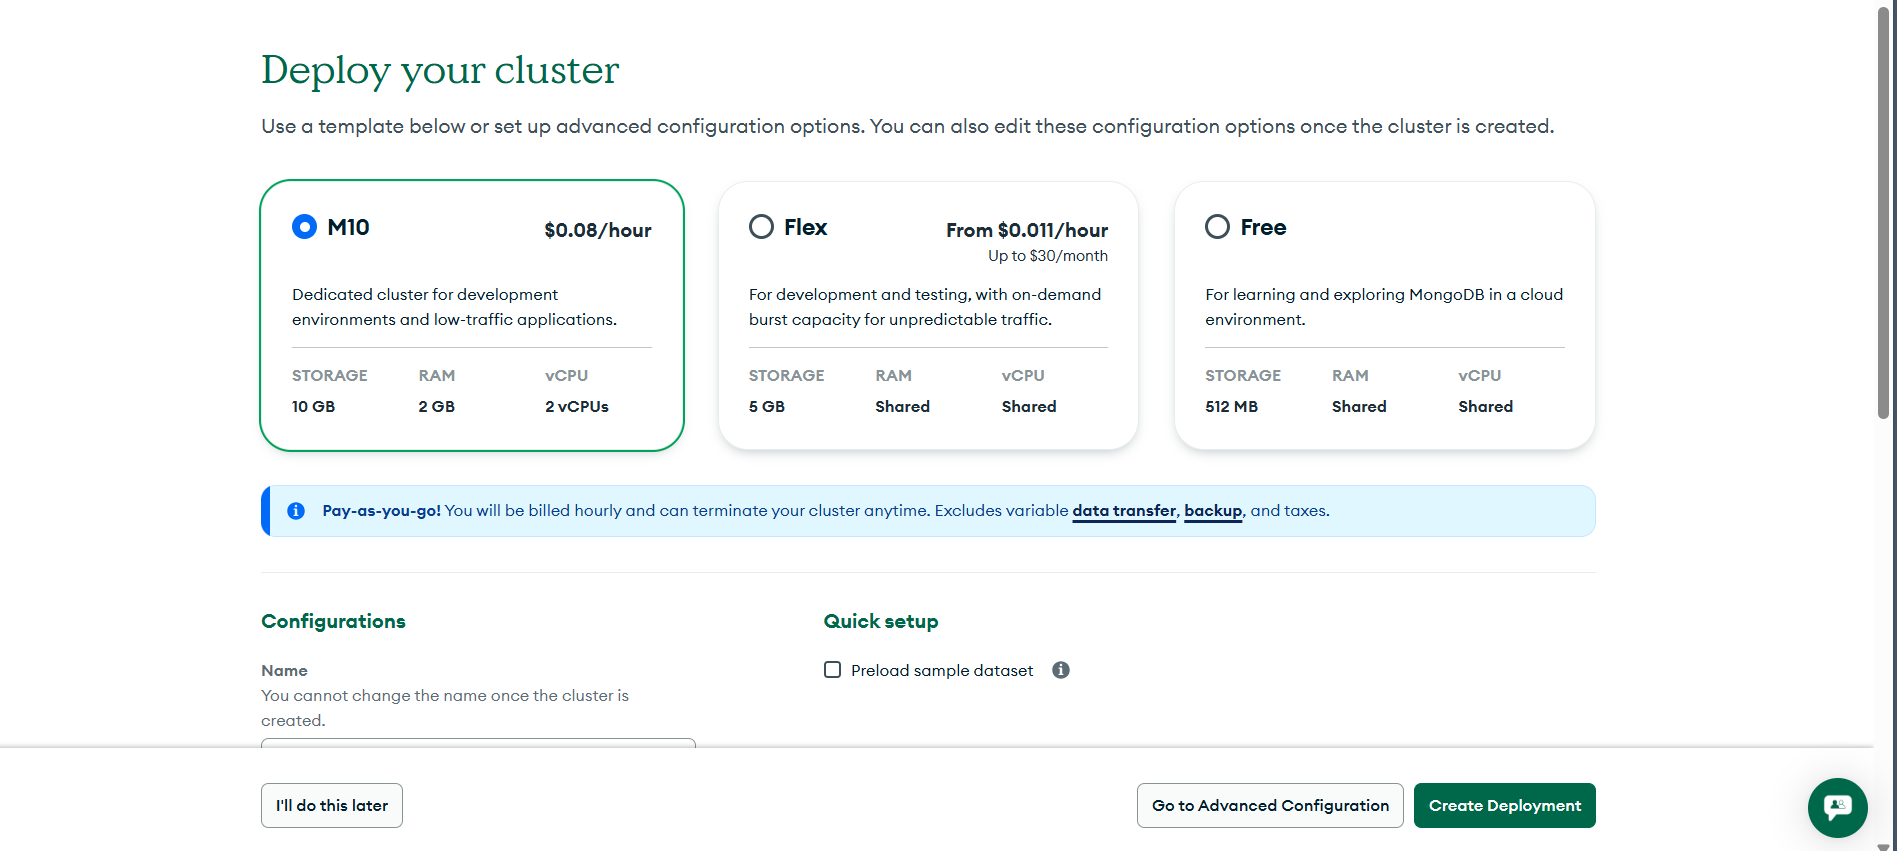 Deploy your cluster
Use a template below or set up advanced configuration options. You can also edit these configuration options once the cluster is created.
M10
$0.08/hour
Dedicated cluster for development
environments and low-traffic applications.
STORAGE RAM vCPU
10 GB 2 GB 2 vCPUs
Flex
From $0.011/hour
Up to $30/month
For development and testing, with on-demand
burst capacity for unpredictable traffic.
STORAGE RAM vCPU
5 GB Shared Shared
Free
For learning and exploring MongoDB in a cloud
environment.
STORAGE RAM vCPU
512 MB Shared Shared
Pay-as-you-go! You will be billed hourly and can terminate your cluster anytime. Excludes variable data transfer, backup, and taxes.
Configurations
Name
You cannot change the name once the cluster is
created.
Quick setup
Preload sample dataset
I'll do this later
Go to Advanced Configuration
Create Deployment